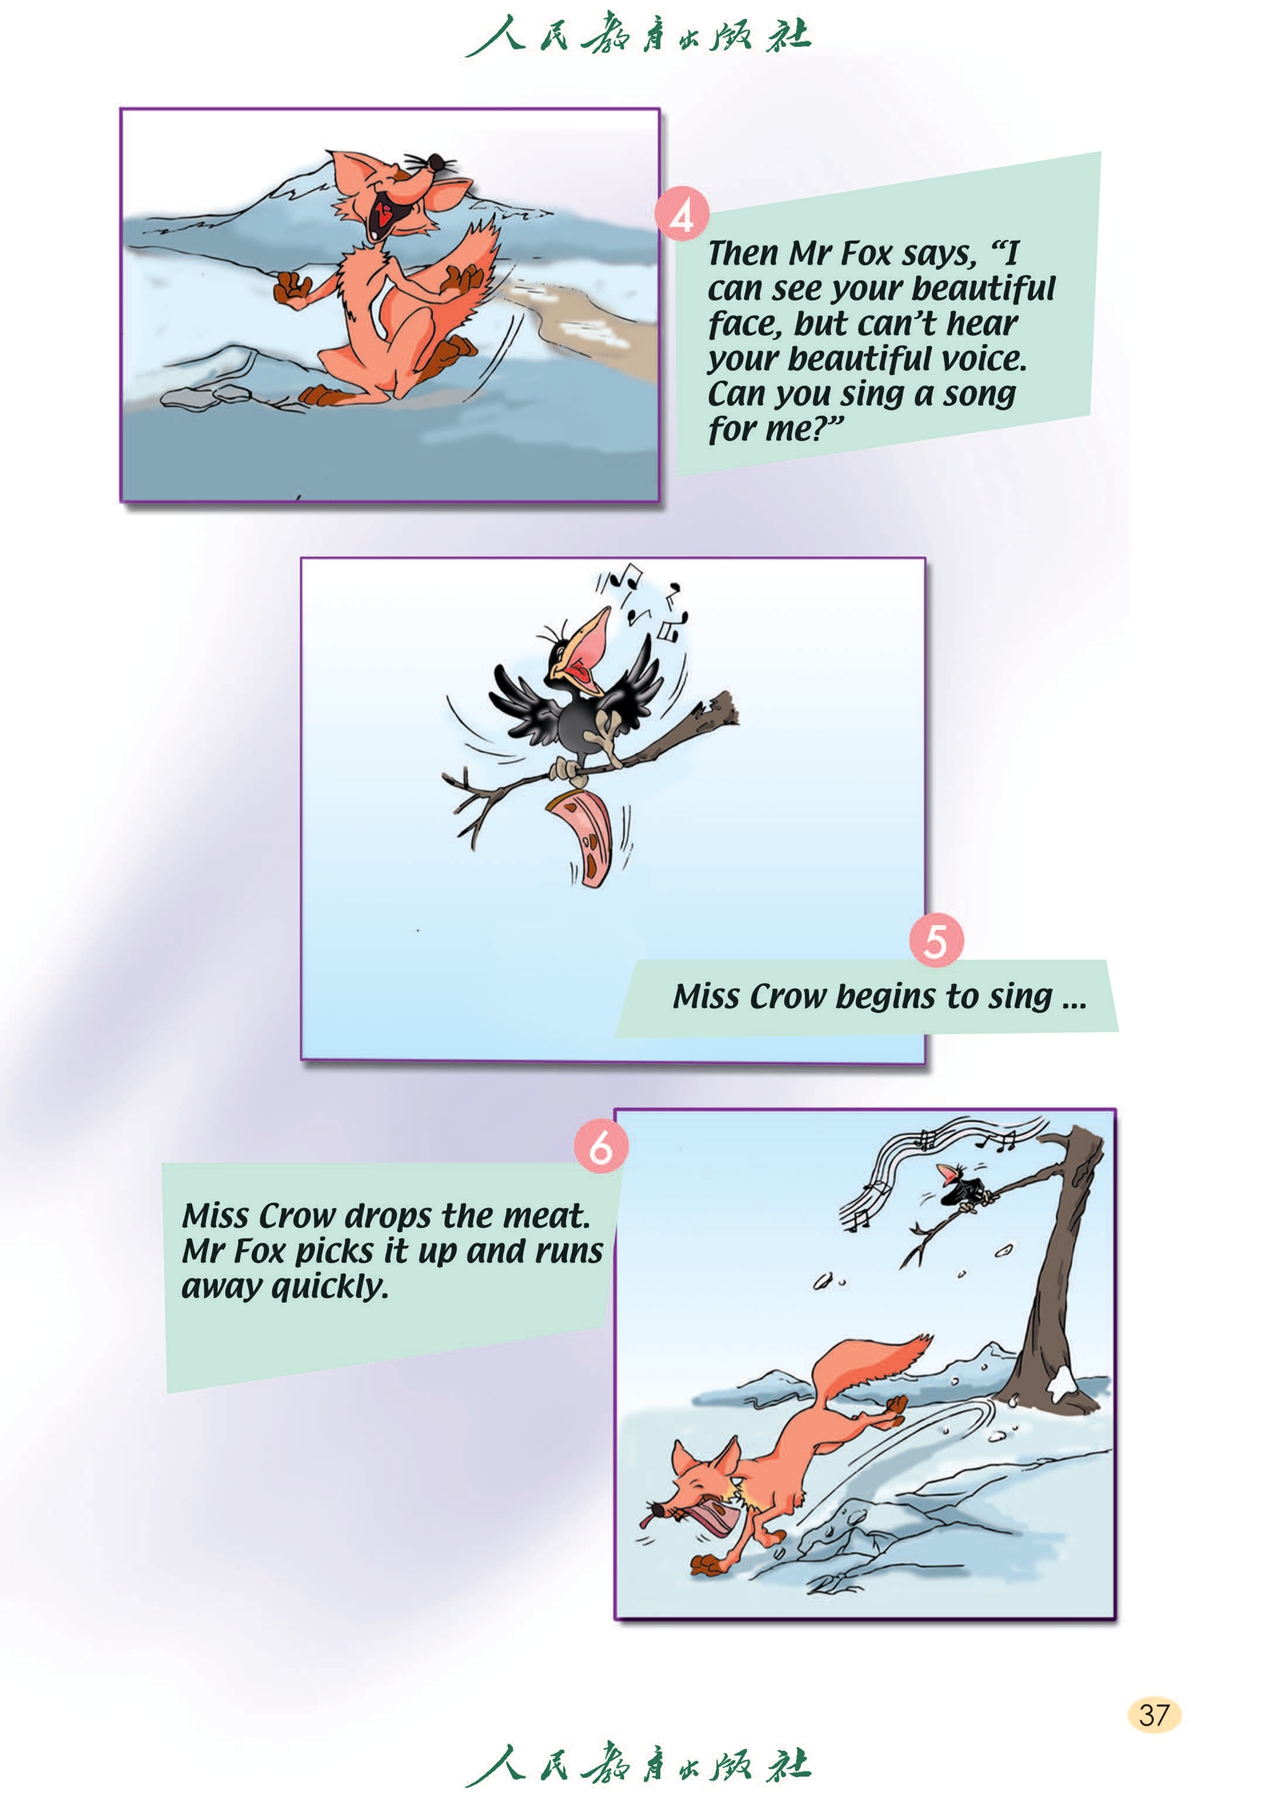 人民教育出版社
4
Then Mr Fox says, “I
can see your beautiful
face, but can’t hear
your beautiful voice.
Can you sing a song
for me?”
5
Miss Crow begins to sing ...
6
Miss Crow drops the meat.
Mr Fox picks it up and runs
away quickly.
37
人民教育出版社